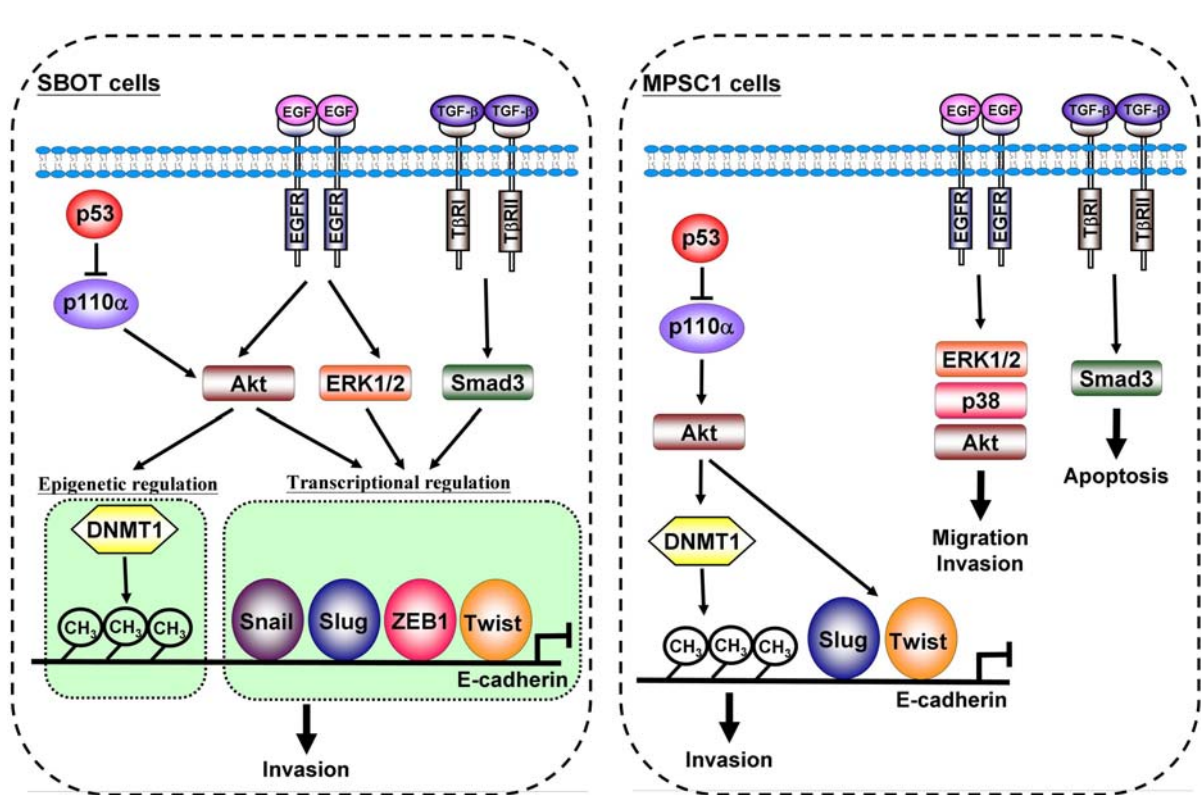 SBOT cells
EGF EGF
TGF-β TGF-β
EGFR
EGFR
TβRI
TβRII
p53
p110α
Akt
ERK1/2
Smad3
Epigenetic regulation
Transcriptional regulation
DNMT1
CH₃ CH₃ CH₃
Snail
Slug
ZEB1
Twist
E-cadherin
Invasion
MPSC1 cells
EGF EGF
TGF-β TGF-β
EGFR
EGFR
TβRI
TβRII
p53
p110α
Akt
ERK1/2
p38
Akt
Smad3
Apoptosis
Migration
Invasion
DNMT1
CH₃ CH₃ CH₃
Slug
Twist
E-cadherin
Invasion